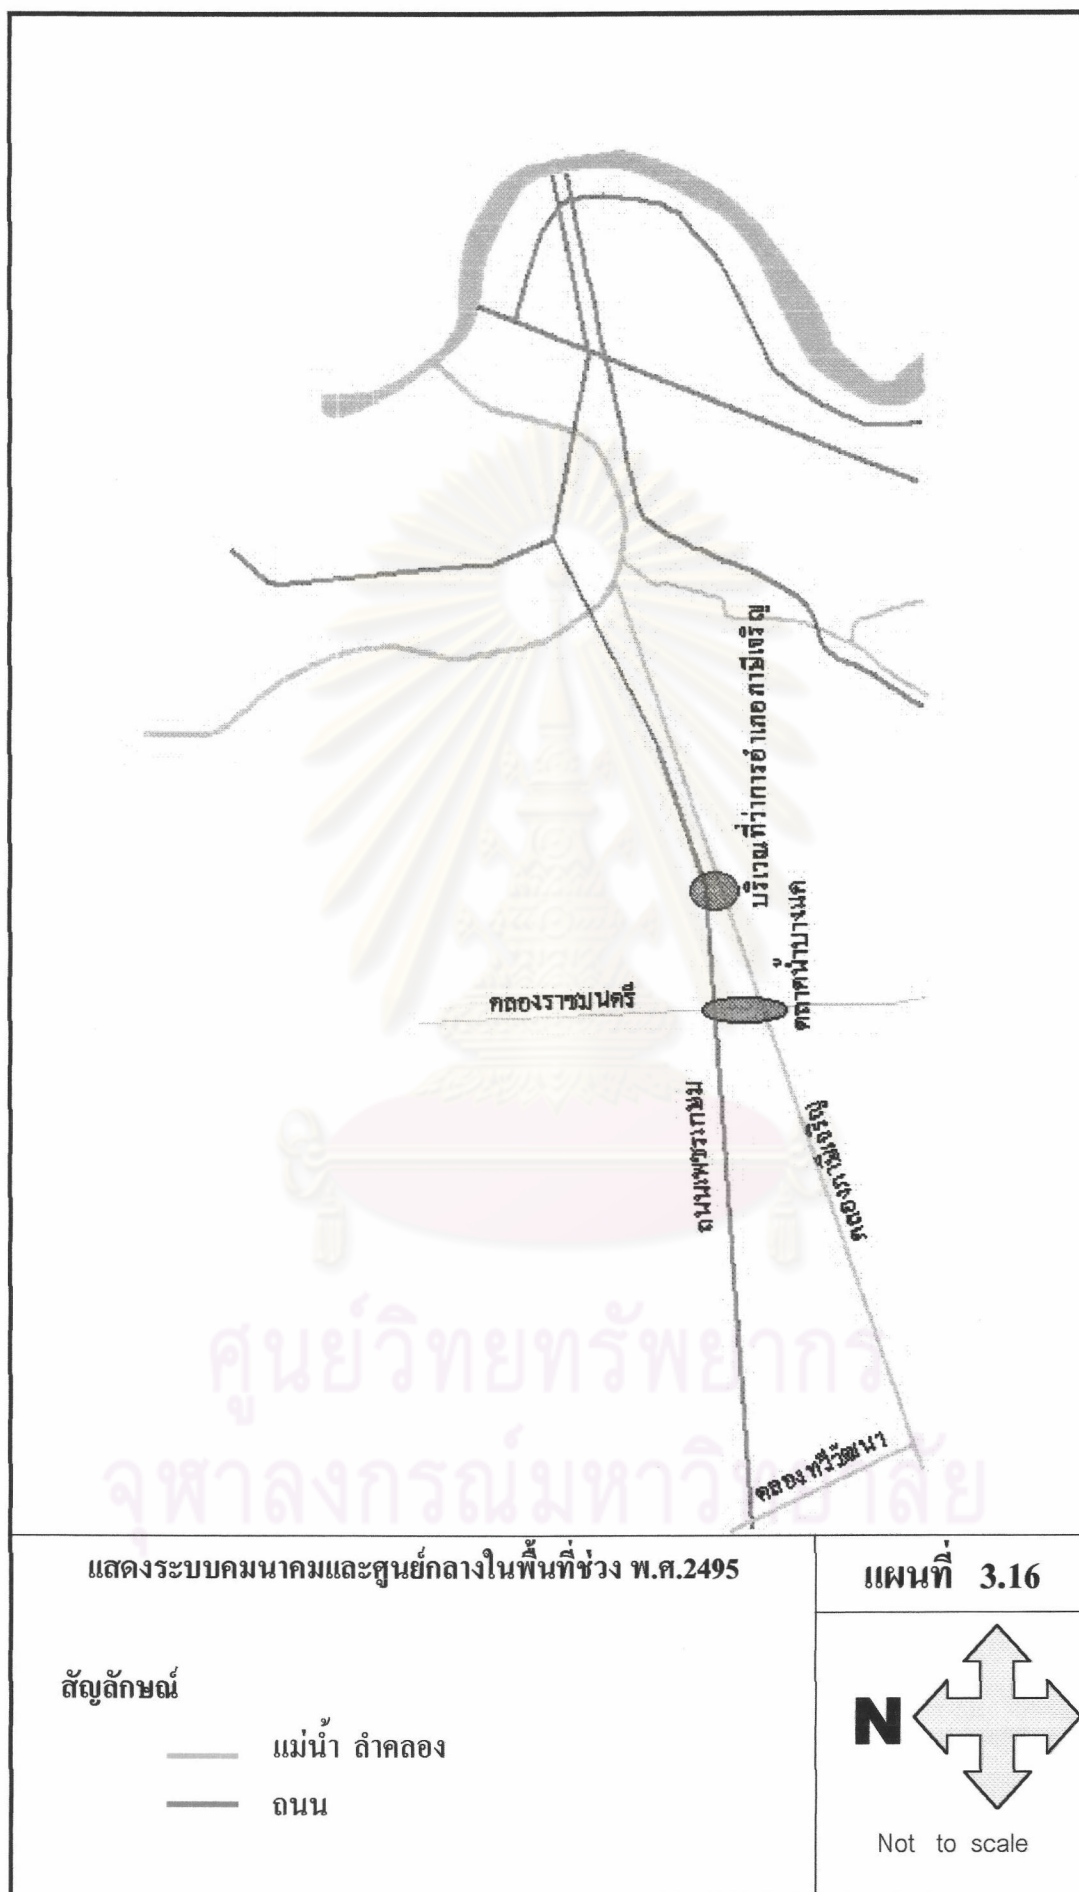 บริเวณที่ว่าการอำเภอภาษีเจริญ
ตลาดน้ำบางแค
คลองราชมนตรี
ถนนเพชรเกษม
คลองภาษีเจริญ
คลองทวีวัฒนา
ศูนย์วิทยทรัพยากร
จุฬาลงกรณ์มหาวิทยาลัย
แสดงระบบคมนาคมและศูนย์กลางในพื้นที่ช่วง พ.ศ.2495
แผนที่ 3.16
สัญลักษณ์
แม่น้ำ ลำคลอง
ถนน
N
Not to scale